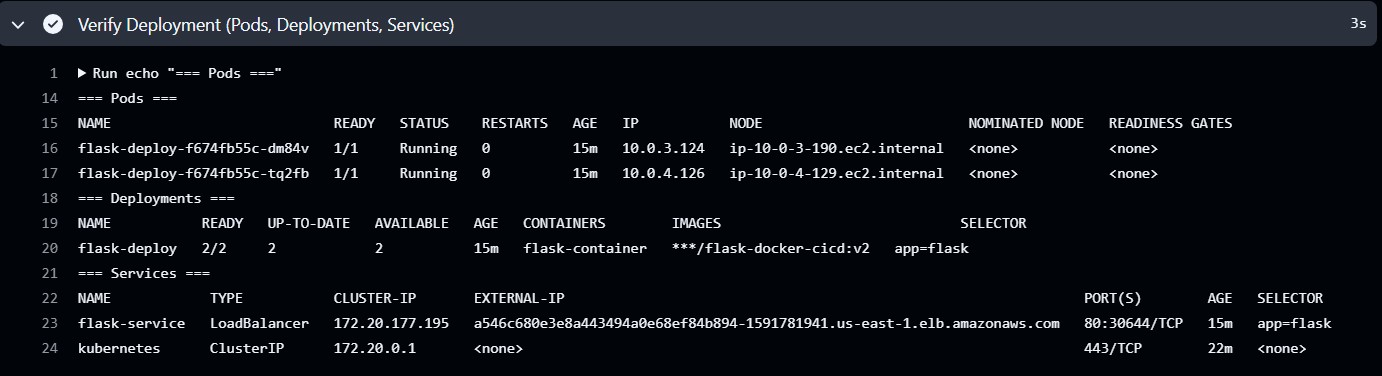 Verify Deployment (Pods, Deployments, Services) 3s
1 Run echo "=== Pods ==="
14 === Pods ===
15 NAME READY STATUS RESTARTS AGE IP NODE NOMINATED NODE READINESS GATES
16 flask-deploy-f674fb55c-dm84v 1/1 Running 0 15m 10.0.3.124 ip-10-0-3-190.ec2.internal <none> <none>
17 flask-deploy-f674fb55c-tq2fb 1/1 Running 0 15m 10.0.4.126 ip-10-0-4-129.ec2.internal <none> <none>
18 === Deployments ===
19 NAME READY UP-TO-DATE AVAILABLE AGE CONTAINERS IMAGES SELECTOR
20 flask-deploy 2/2 2 2 15m flask-container ***/flask-docker-cicd:v2 app=flask
21 === Services ===
22 NAME TYPE CLUSTER-IP EXTERNAL-IP PORT(S) AGE SELECTOR
23 flask-service LoadBalancer 172.20.177.195 a546c680e3e8a443494a0e68ef84b894-1591781941.us-east-1.elb.amazonaws.com 80:30644/TCP 15m app=flask
24 kubernetes ClusterIP 172.20.0.1 <none> 443/TCP 22m <none>